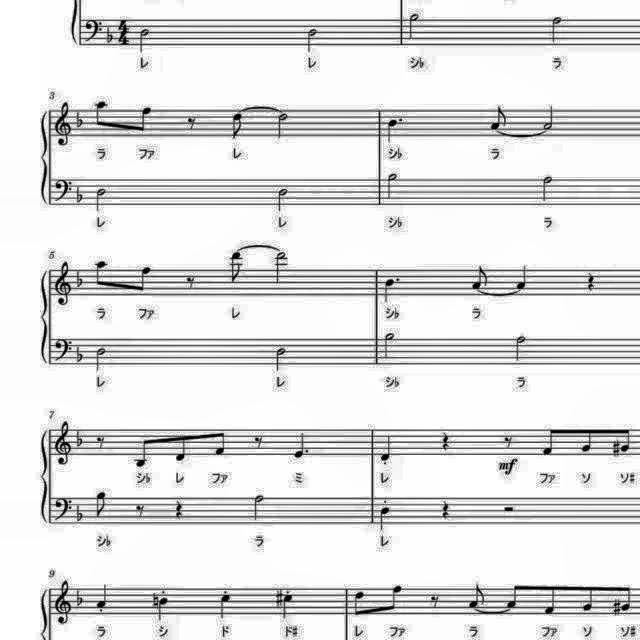 4 4
レ レ シ♭ ラ
3
ラ ファ レ シ♭ ラ
レ レ シ♭ ラ
5
ラ ファ レ シ♭ ラ
レ レ シ♭ ラ
7
シ♭ レ ファ ミ レ mf ファ ソ ソ♯
シ♭ ラ レ
9
ラ シ ド ド♯ レ ファ ラ ファ ソ ソ♯